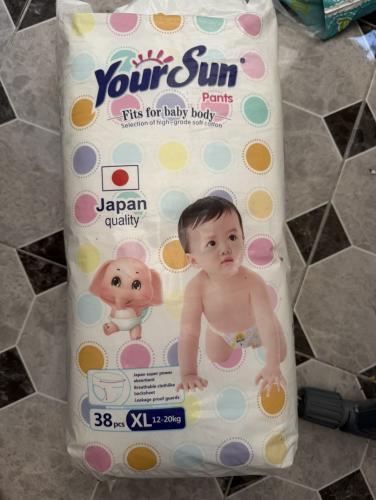 YourSun®
Pants
Fits for baby body
Selection of high-grade soft cotton
Japan
quality
Japan super power
absorbent
Breathable clothlike
backsheet
Leakage proof guards
38 pcs XL 12-20kg